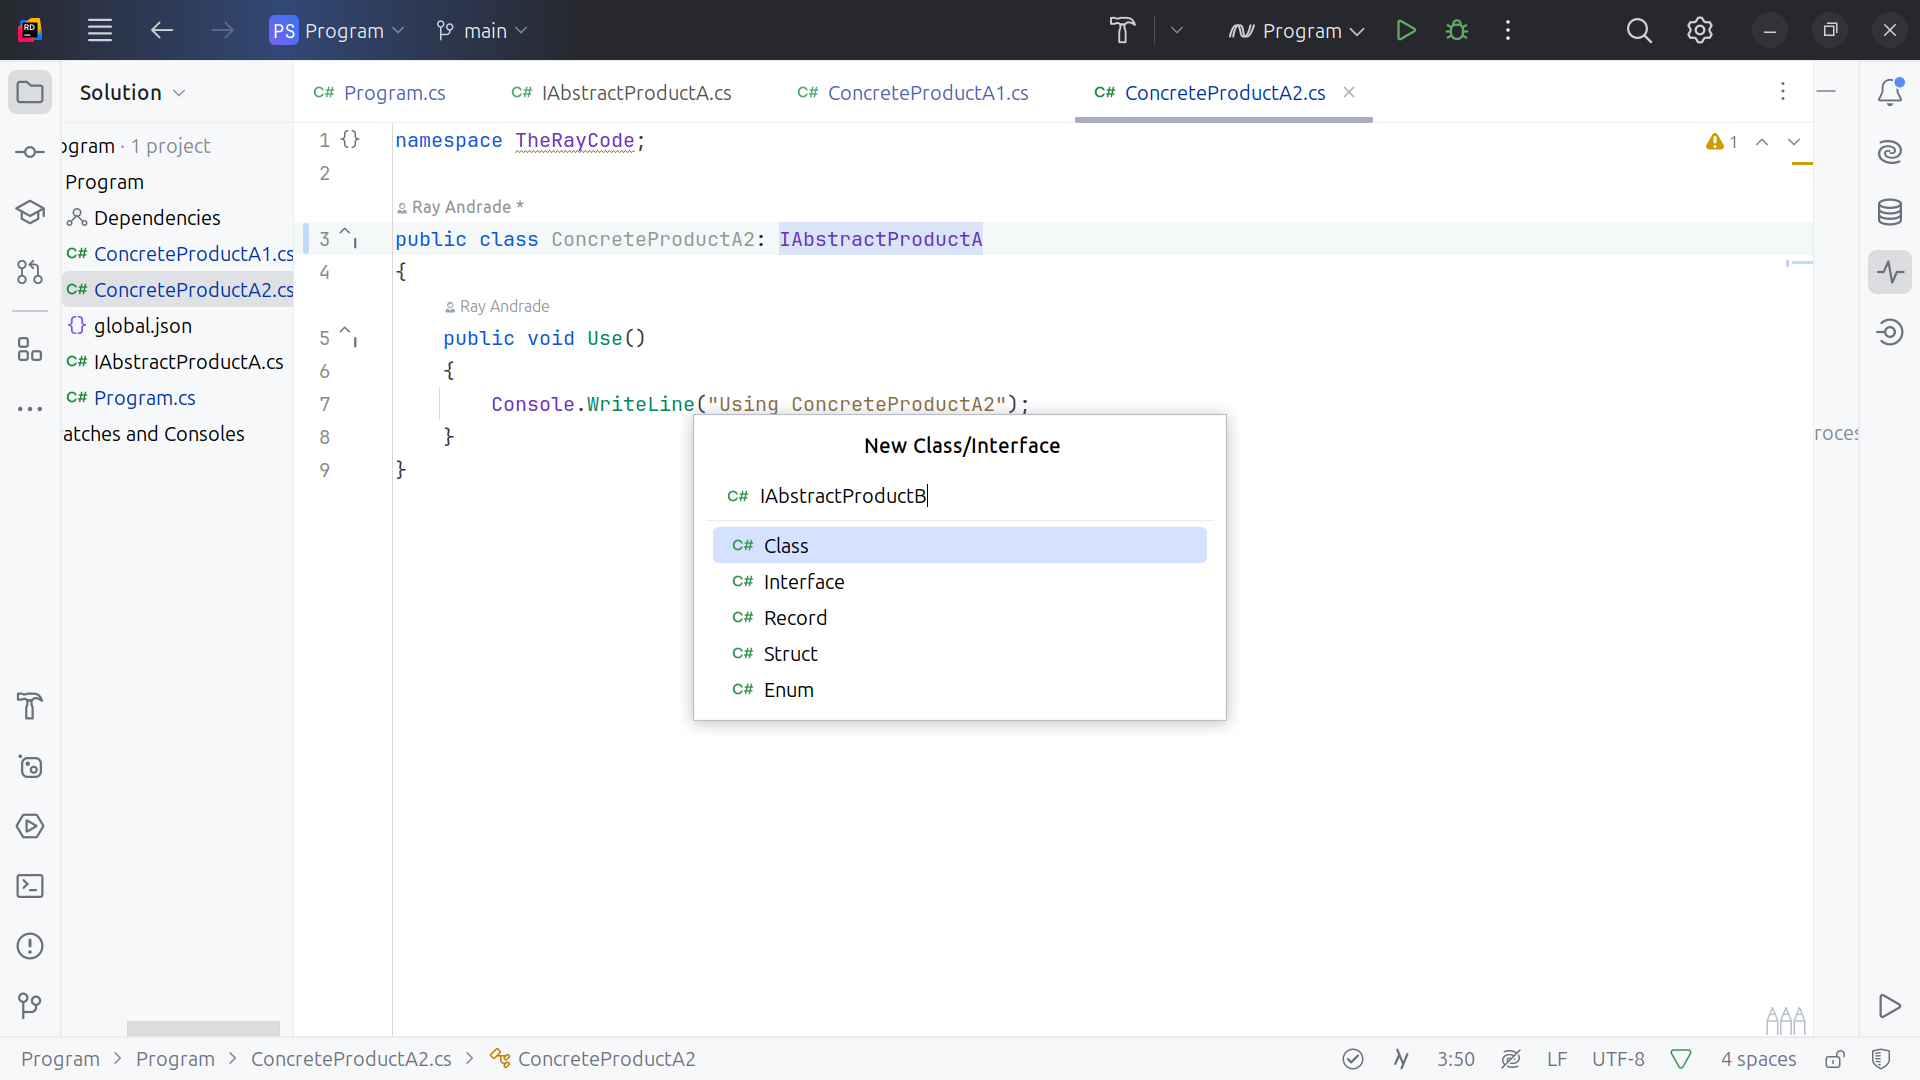 PS Program main Program
Solution
Program.cs IAbstractProductA.cs ConcreteProductA1.cs ConcreteProductA2.cs
ogram · 1 project
Program
Dependencies
C# ConcreteProductA1.cs
C# ConcreteProductA2.cs
{} global.json
C# IAbstractProductA.cs
C# Program.cs
atches and Consoles
1 {} namespace TheRayCode;
2
Ray Andrade *
3 public class ConcreteProductA2: IAbstractProductA
4 {
Ray Andrade
5 public void Use()
6 {
7 Console.WriteLine("Using ConcreteProductA2");
8 }
9 }
1
New Class/Interface
C# IAbstractProductB
C# Class
C# Interface
C# Record
C# Struct
C# Enum
roces
Program > Program > ConcreteProductA2.cs > ConcreteProductA2
3:50 LF UTF-8 4 spaces